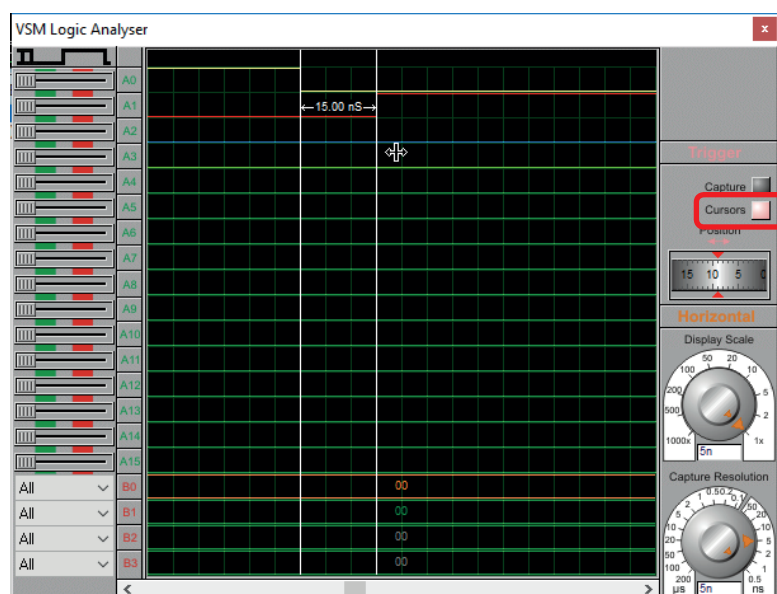 VSM Logic Analyser
x
A0
A1
←15.00 nS→
A2
A3
Trigger
A4
Capture
A5
Cursors
A6
Position
A7
A8
15 10 5 0
A9
Horizontal
A10
Display Scale
A11
50 20
100 10
A12
200 5
A13
500 2
A14
1000x 1x
A15
5n
All B0 00
Capture Resolution
All B1 00
1 0.5 0.2 0.1
2 50
5 20
All B2 00
10 10
20 5
All B3 00
50 2
100 1
200 0.5
µs 5n ns